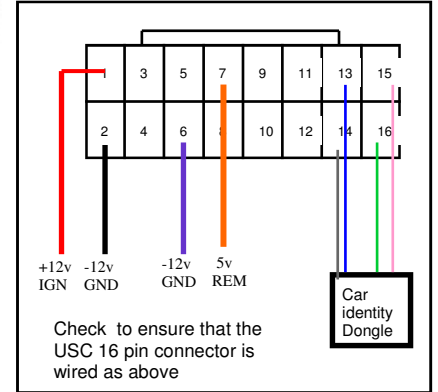 1 3 5 7 9 11 13 15
2 4 6 8 10 12 14 16
+12v -12v -12v 5v
IGN GND GND REM
Car
identity
Dongle
Check to ensure that the
USC 16 pin connector is
wired as above